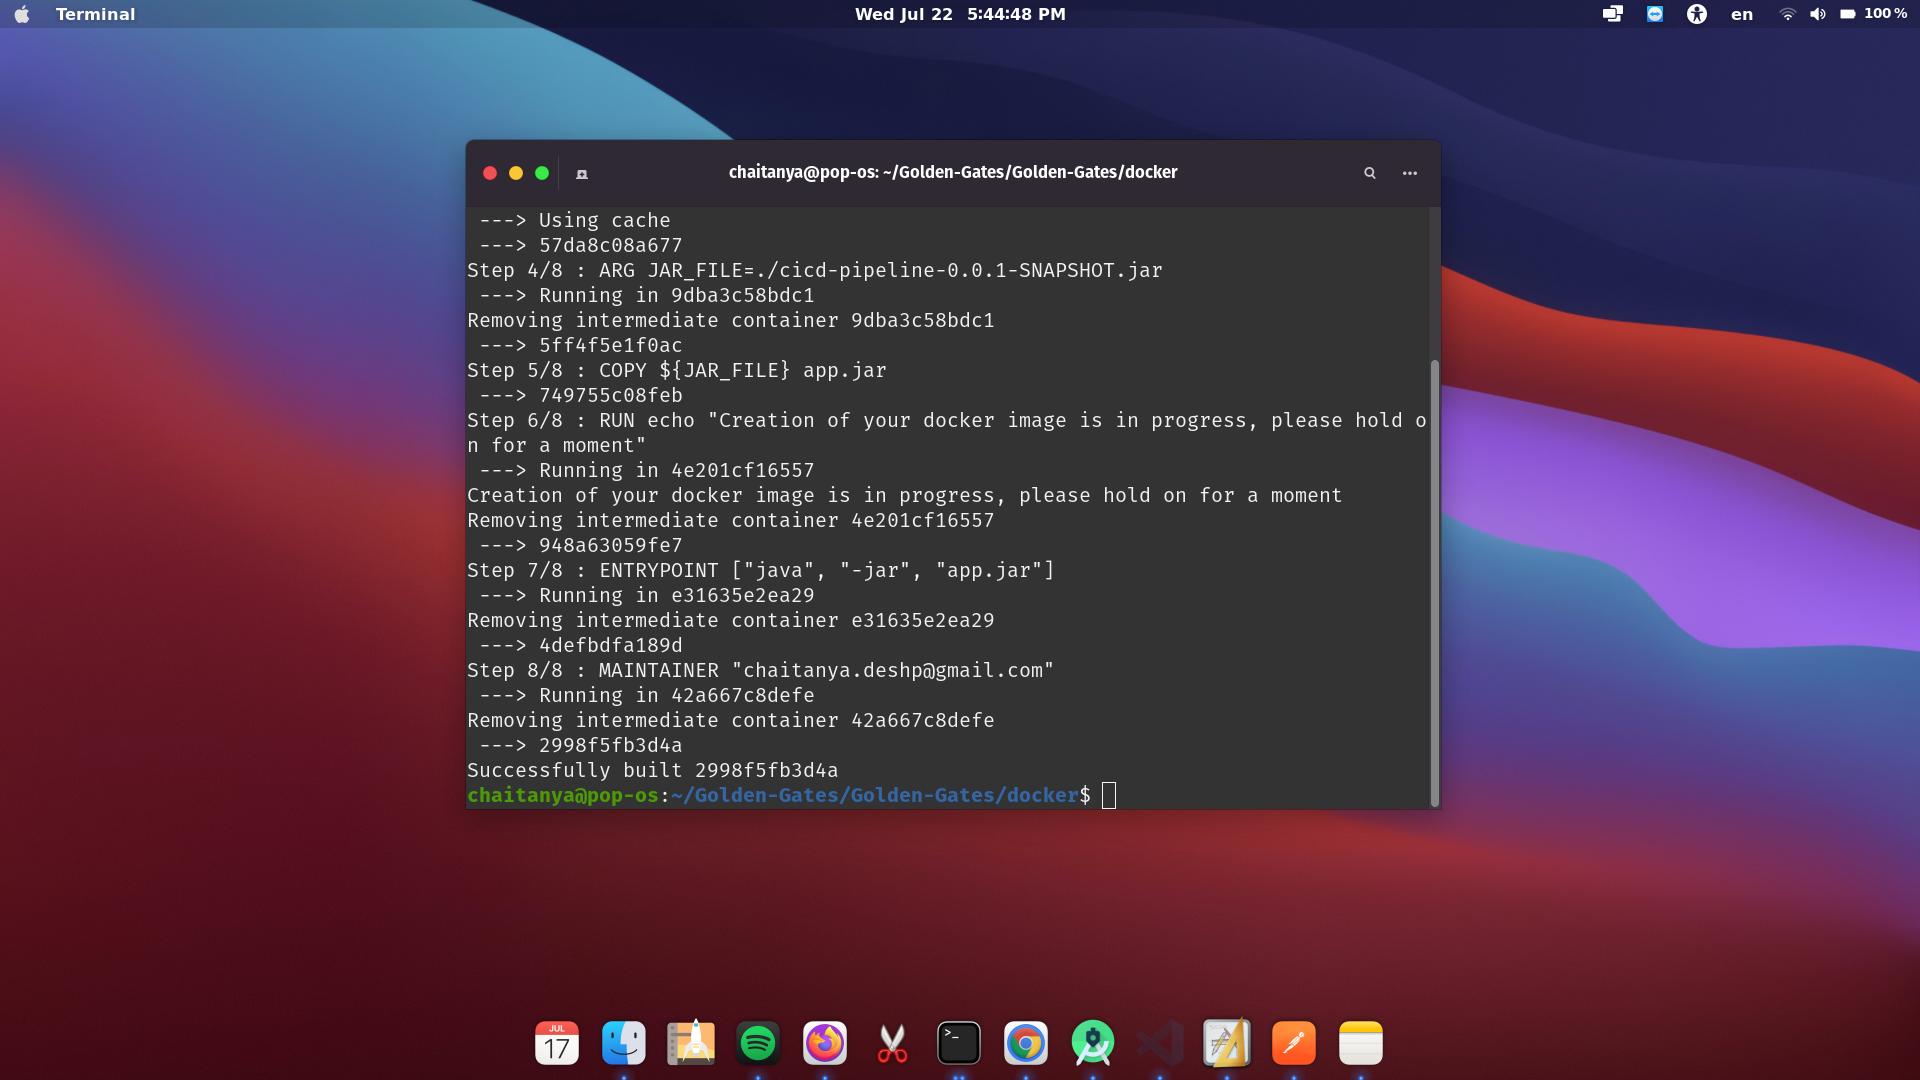 Terminal
Wed Jul 22 5:44:48 PM
en
100 %
chaitanya@pop-os: ~/Golden-Gates/Golden-Gates/docker
---> Using cache
---> 57da8c08a677
Step 4/8 : ARG JAR_FILE=./cicd-pipeline-0.0.1-SNAPSHOT.jar
---> Running in 9dba3c58bdc1
Removing intermediate container 9dba3c58bdc1
---> 5ff4f5e1f0ac
Step 5/8 : COPY ${JAR_FILE} app.jar
---> 749755c08feb
Step 6/8 : RUN echo "Creation of your docker image is in progress, please hold o
n for a moment"
---> Running in 4e201cf16557
Creation of your docker image is in progress, please hold on for a moment
Removing intermediate container 4e201cf16557
---> 948a63059fe7
Step 7/8 : ENTRYPOINT ["java", "-jar", "app.jar"]
---> Running in e31635e2ea29
Removing intermediate container e31635e2ea29
---> 4defbdfa189d
Step 8/8 : MAINTAINER "chaitanya.deshp@gmail.com"
---> Running in 42a667c8defe
Removing intermediate container 42a667c8defe
---> 2998f5fb3d4a
Successfully built 2998f5fb3d4a
chaitanya@pop-os:~/Golden-Gates/Golden-Gates/docker$
JUL
17
>_